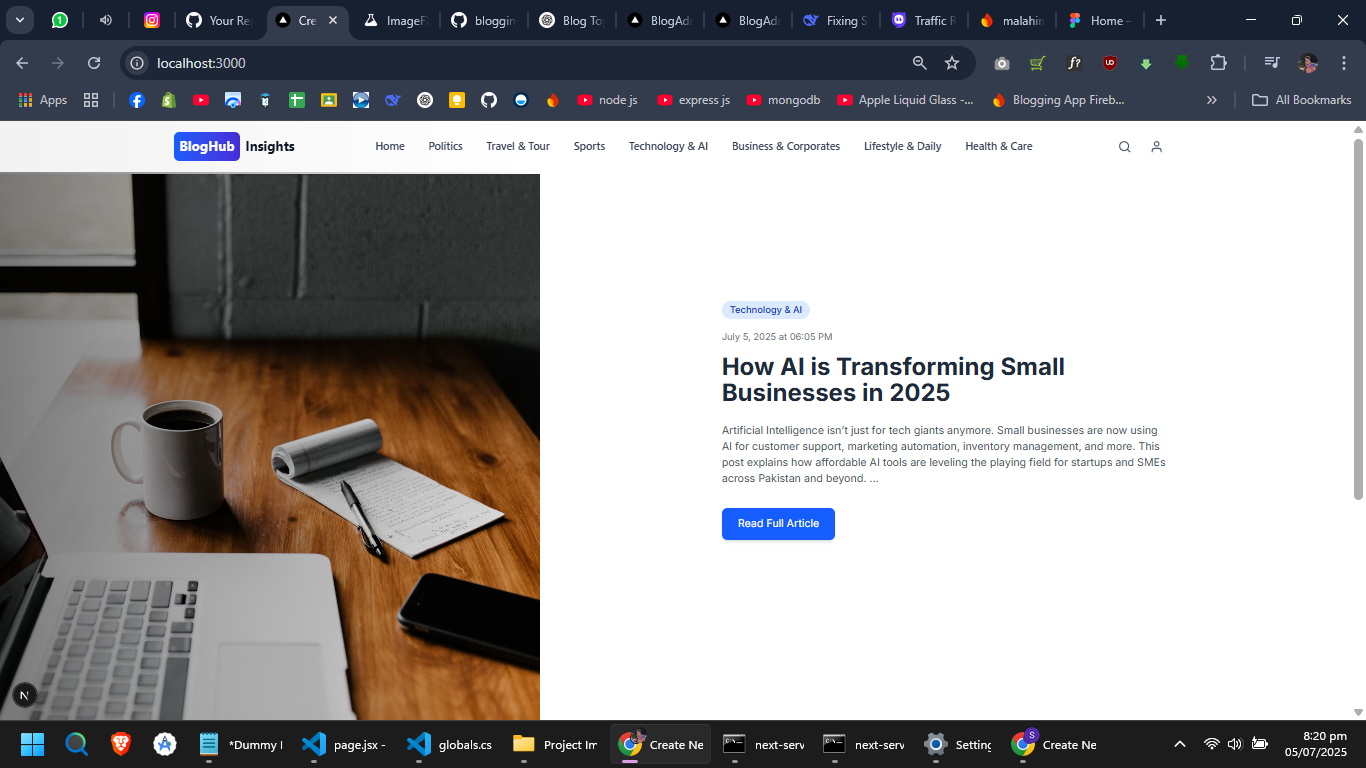 Your Re
Cre
ImageF
bloggin
Blog To
BlogAd
BlogAd
Fixing S
Traffic R
malahin
Home –
localhost:3000
Apps
node js
express js
mongodb
Apple Liquid Glass -...
Blogging App Fireb...
All Bookmarks
BlogHub Insights
Home
Politics
Travel & Tour
Sports
Technology & AI
Business & Corporates
Lifestyle & Daily
Health & Care
Technology & AI
July 5, 2025 at 06:05 PM
How AI is Transforming Small
Businesses in 2025
Artificial Intelligence isn't just for tech giants anymore. Small businesses are now using
AI for customer support, marketing automation, inventory management, and more. This
post explains how affordable AI tools are leveling the playing field for startups and SMEs
across Pakistan and beyond. ...
Read Full Article
N
*Dummy
page.jsx -
globals.cs
Project Im
Create Ne
next-serv
next-serv
Setting
Create Ne
8:20 pm
05/07/2025